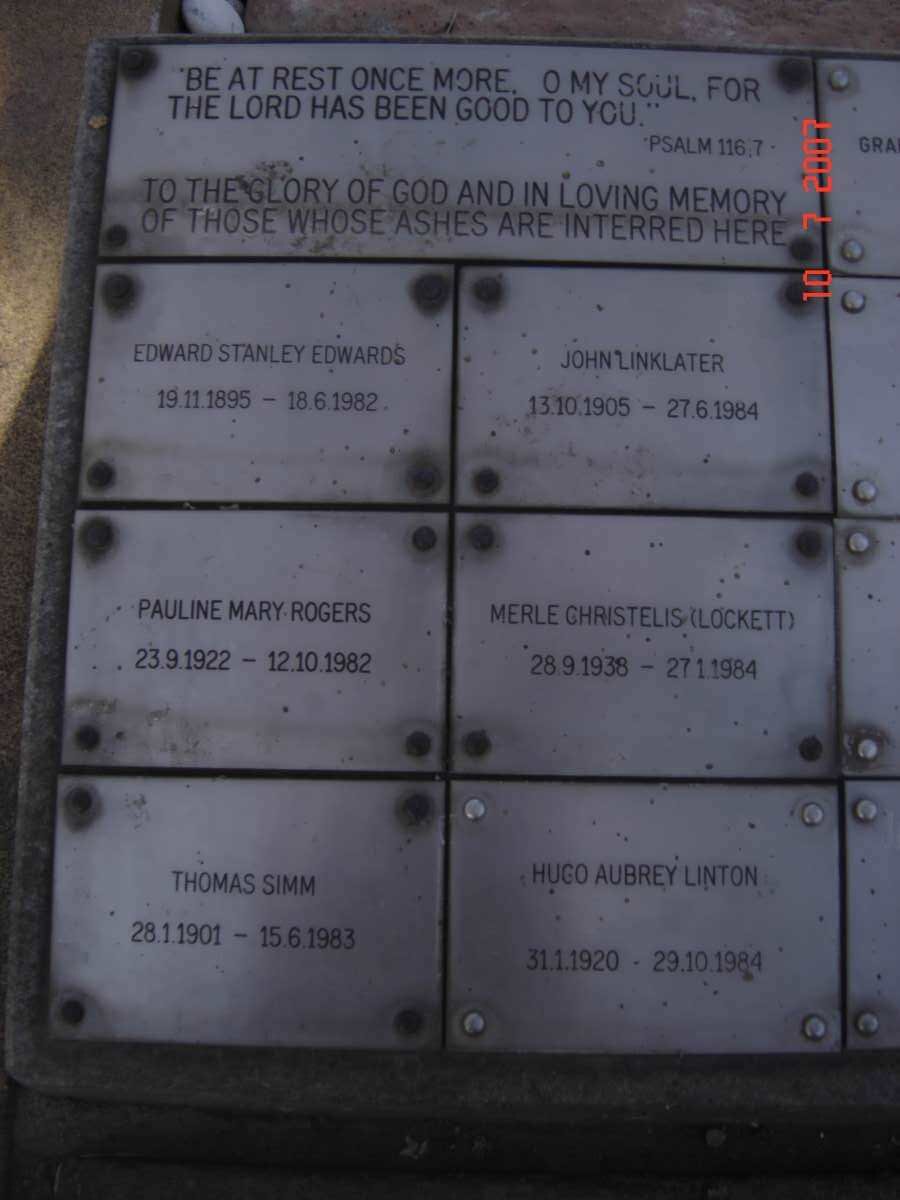 "BE AT REST ONCE MORE, O MY SOUL, FOR
THE LORD HAS BEEN GOOD TO YOU."
PSALM 116,7
TO THE GLORY OF GOD AND IN LOVING MEMORY
OF THOSE WHOSE ASHES ARE INTERRED HERE
EDWARD STANLEY EDWARDS
19.11.1895 – 18.6.1982
JOHN LINKLATER
13.10.1905 – 27.6.1984
PAULINE MARY ROGERS
23.9.1922 – 12.10.1982
MERLE CHRISTELIS (LOCKETT)
28.9.1938 – 27.1.1984
THOMAS SIMM
28.1.1901 – 15.6.1983
HUGO AUBREY LINTON
31.1.1920 - 29.10.1984
10 7 2007